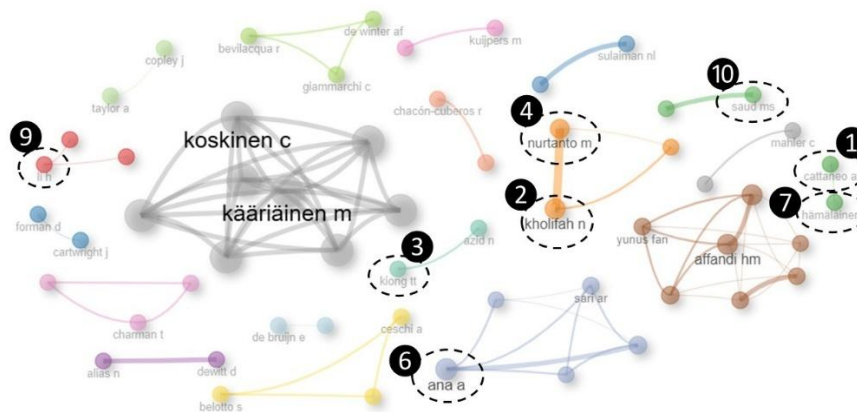 de winter af
bevilacqua r
giammarchi c
kuijpers m
copley j
taylor a
sulaiman nl
10
saud ms
chacón-cuberos r
4
nurtanto m
mahler c
1
cattaneo a
9
li h
koskinen c
kääriäinen m
2
kholifah n
7
hamalainen
forman d
cartwright j
3
azid n
kiong tt
yunus fan
affandi hm
charman t
de bruijn e
ceschi a
sari ar
6
ana a
alias n
dewitt d
belotto s